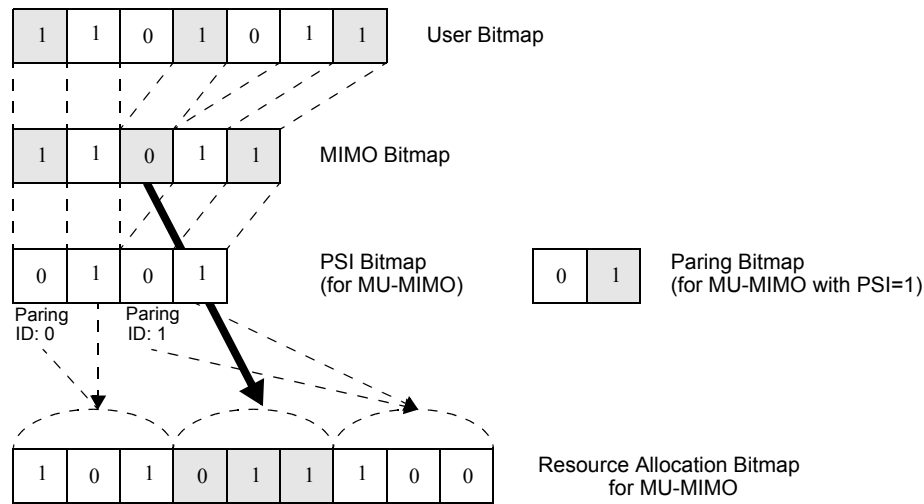 1 1 0 1 0 1 1 User Bitmap
1 1 0 1 1 MIMO Bitmap
0 1 0 1 PSI Bitmap
(for MU-MIMO)
0 1 Paring Bitmap
(for MU-MIMO with PSI=1)
Paring
ID: 0
Paring
ID: 1
1 0 1 0 1 1 1 0 0 Resource Allocation Bitmap
for MU-MIMO